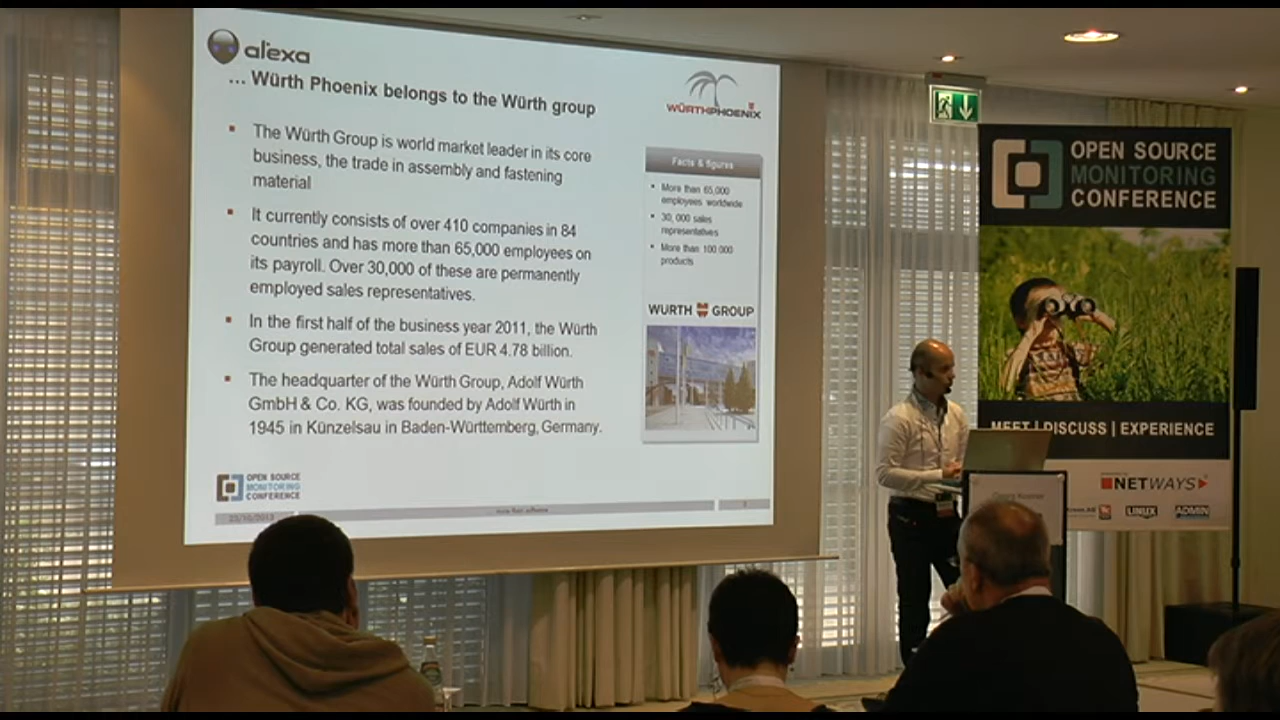 alexa
... Würth Phoenix belongs to the Würth group
WÜRTHPHOENIX
The Würth Group is world market leader in its core
business, the trade in assembly and fastening
material
It currently consists of over 410 companies in 84
countries and has more than 65,000 employees on
its payroll. Over 30,000 of these are permanently
employed sales representatives.
In the first half of the business year 2011, the Würth
Group generated total sales of EUR 4.78 billion.
The headquarter of the Würth Group, Adolf Würth
GmbH & Co. KG, was founded by Adolf Würth in
1945 in Künzelsau in Baden-Württemberg, Germany.
Facts & figures
More than 65,000
employees worldwide
30, 000 sales
representatives
More than 100 000
products
WURTH GROUP
OPEN SOURCE
MONITORING
CONFERENCE
23/10/2013
OPEN SOURCE
MONITORING
CONFERENCE
MEET | DISCUSS | EXPERIENCE
NETWAYS
LINUX
ADMIN